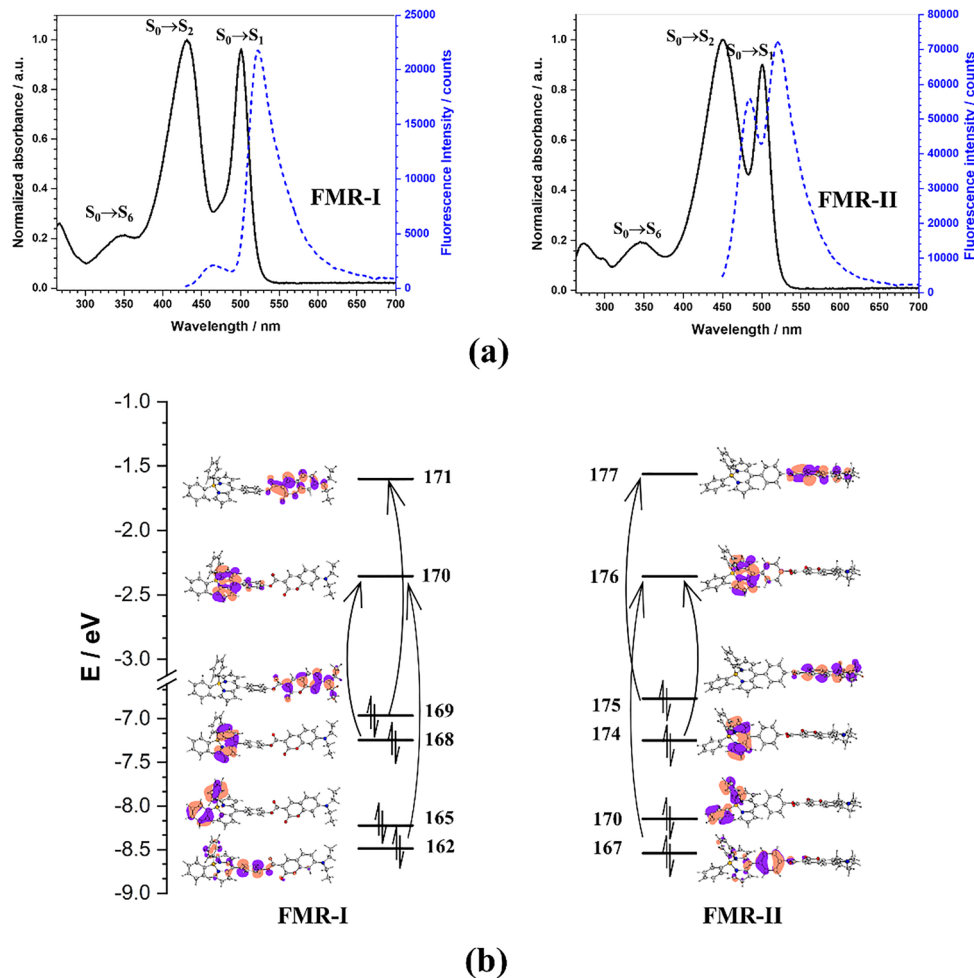 S0→S2
S0→S1
S0→S6
FMR-I
Normalized absorbance / a.u.
1.0
0.8
0.6
0.4
0.2
0.0
300 350 400 450 500 550 600 650 700
Wavelength / nm
25000
20000
15000
10000
5000
0
Fluorescence Intensity / counts
S0→S2
S0→S1
S0→S6
FMR-II
Normalized absorbance / a.u.
1.0
0.8
0.6
0.4
0.2
0.0
300 350 400 450 500 550 600 650 700
Wavelength / nm
80000
70000
60000
50000
40000
30000
20000
10000
0
Fluorescence intensity / counts
(a)
E / eV
-1.0
-1.5
-2.0
-2.5
-3.0
-7.0
-7.5
-8.0
-8.5
-9.0
171
170
169
168
165
162
FMR-I
177
176
175
174
170
167
FMR-II
(b)